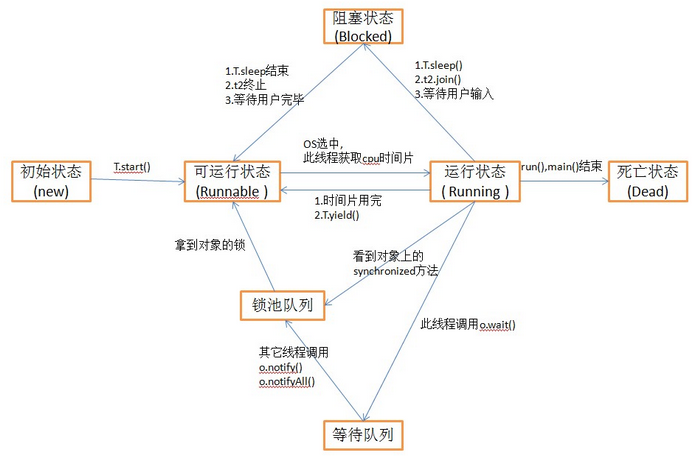 阻塞状态
(Blocked)
1.T.sleep结束
2.t2终止
3.等待用户完毕
1.T.sleep()
2.t2.join()
3.等待用户输入
OS选中，
此线程获取cpu时间片
初始状态
(new)
T.start()
可运行状态
(Runnable )
运行状态
( Running )
run(),main()结束
死亡状态
(Dead)
1.时间片用完
2.T.yield()
拿到对象的锁
看到对象上的
synchronized方法
锁池队列
此线程调用o.wait()
其它线程调用
o.notify()
o.notifyAll()
等待队列